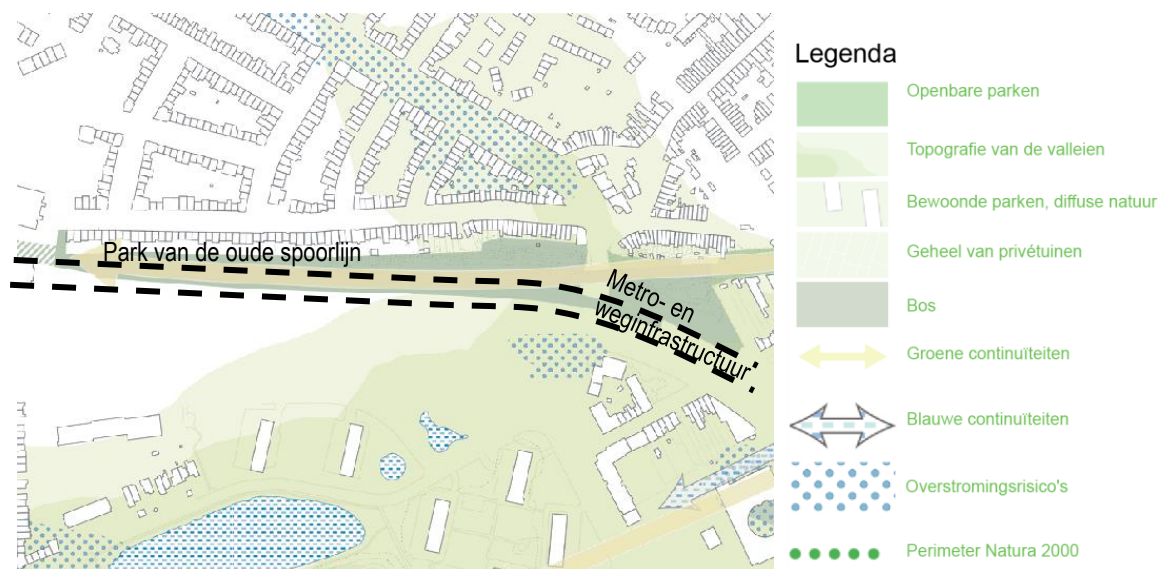 Park van de oude spoorlijn
Metro- en
weginfrastructuur
Legenda
Openbare parken
Topografie van de valleien
Bewoonde parken, diffuse natuur
Geheel van privétuinen
Bos
Groene continuïteiten
Blauwe continuïteiten
Overstromingsrisico's
Perimeter Natura 2000